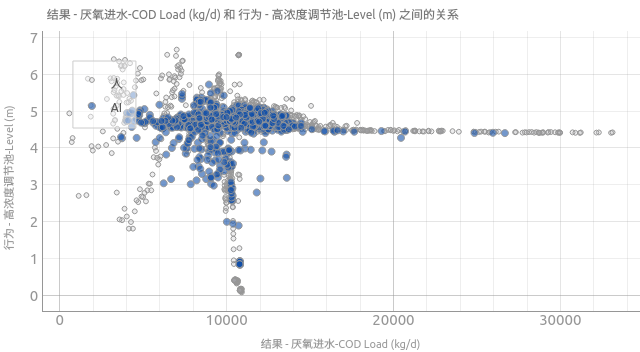 结果 - 厌氧进水-COD Load (kg/d) 和 行为 - 高浓度调节池-Level (m) 之间的关系
人
AI
行为 - 高浓度调节池-Level (m)
7
6
5
4
3
2
1
0
0 10000 20000 30000
结果 - 厌氧进水-COD Load (kg/d)